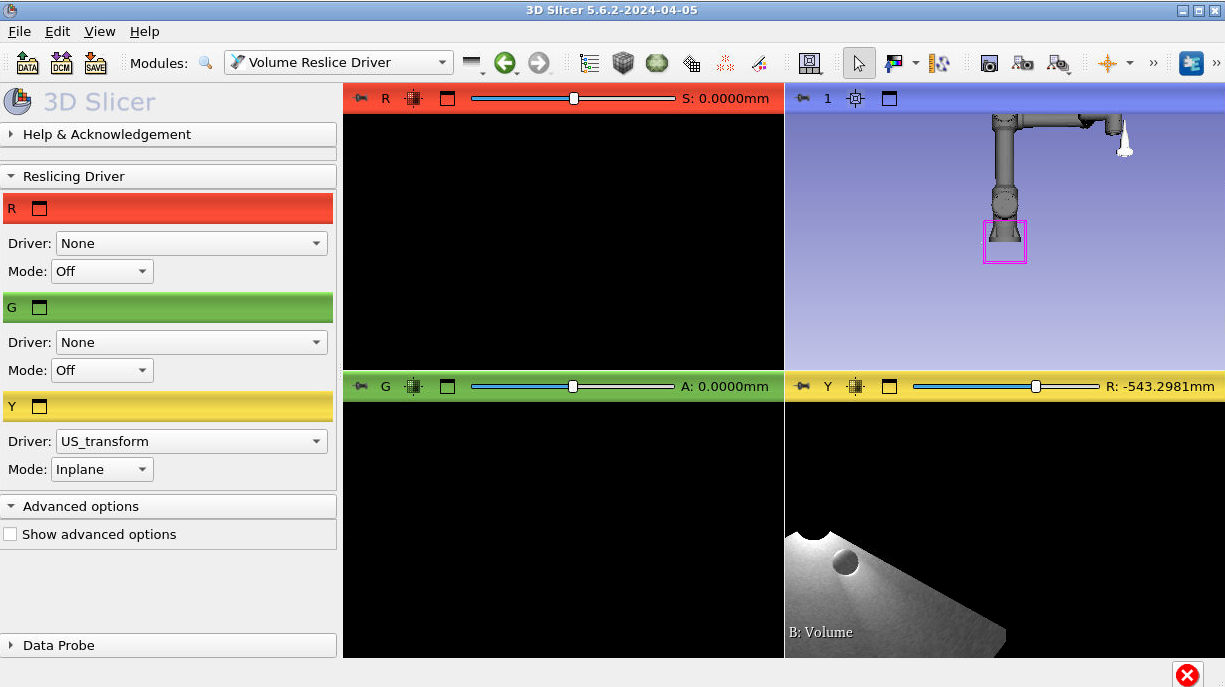 3D Slicer 5.6.2-2024-04-05
File Edit View Help
DATA DCM SAVE Modules: Volume Reslice Driver
3D Slicer
Help & Acknowledgement
Reslicing Driver
R
Driver: None
Mode: Off
G
Driver: None
Mode: Off
Y
Driver: US_transform
Mode: Inplane
Advanced options
Show advanced options
Data Probe
R S: 0.0000mm
1
G A: 0.0000mm
Y R: -543.2981mm
B: Volume